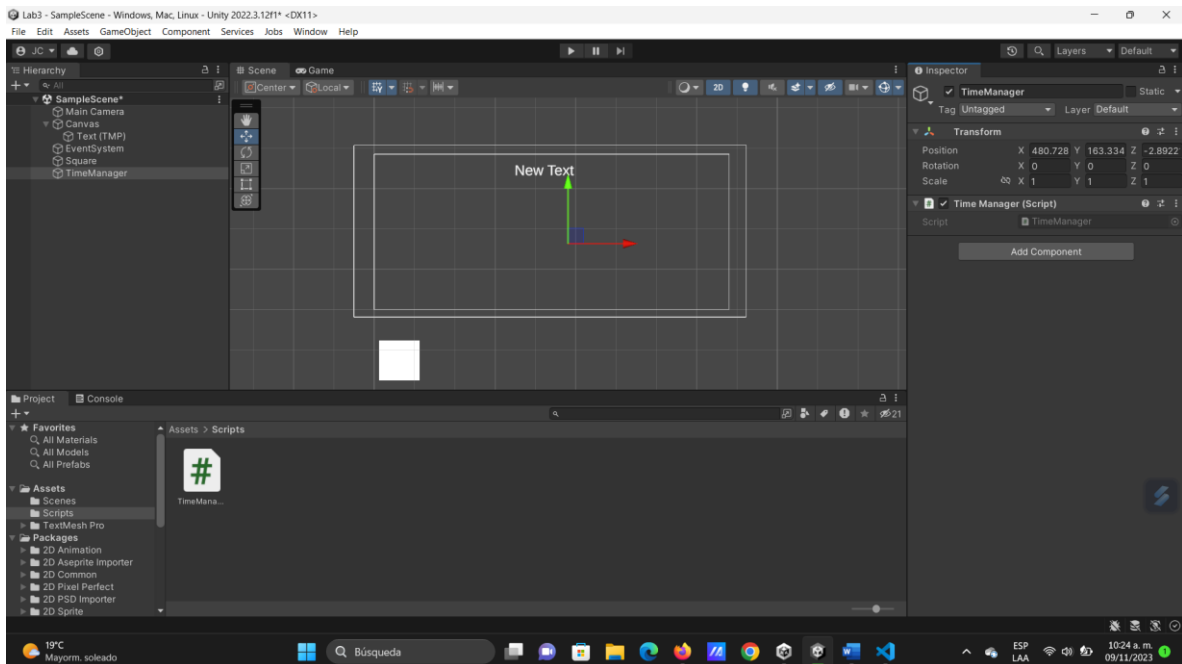 Lab3 - SampleScene - Windows, Mac, Linux - Unity 2022.3.12f1* <DX11>
File Edit Assets GameObject Component Services Jobs Window Help
JC Layers Default
Hierarchy
All
SampleScene*
Main Camera
Canvas
Text (TMP)
EventSystem
Square
TimeManager
Scene Game
Center Local 2D
New Text
Inspector
TimeManager Static
Tag Untagged Layer Default
Transform
Position X 480.728 Y 163.334 Z -2.8922
Rotation X 0 Y 0 Z 0
Scale X 1 Y 1 Z 1
# Time Manager (Script)
Script TimeManager
Add Component
Project Console
21
Favorites
All Materials
All Models
All Prefabs
Assets
Scenes
Scripts
TextMesh Pro
Packages
2D Animation
2D Aseprite Importer
2D Common
2D Pixel Perfect
2D PSD Importer
2D Sprite
Assets > Scripts
#
TimeMana...
19°C
Mayorm. soleado
Búsqueda
ESP
LAA
10:24 a. m.
09/11/2023
1